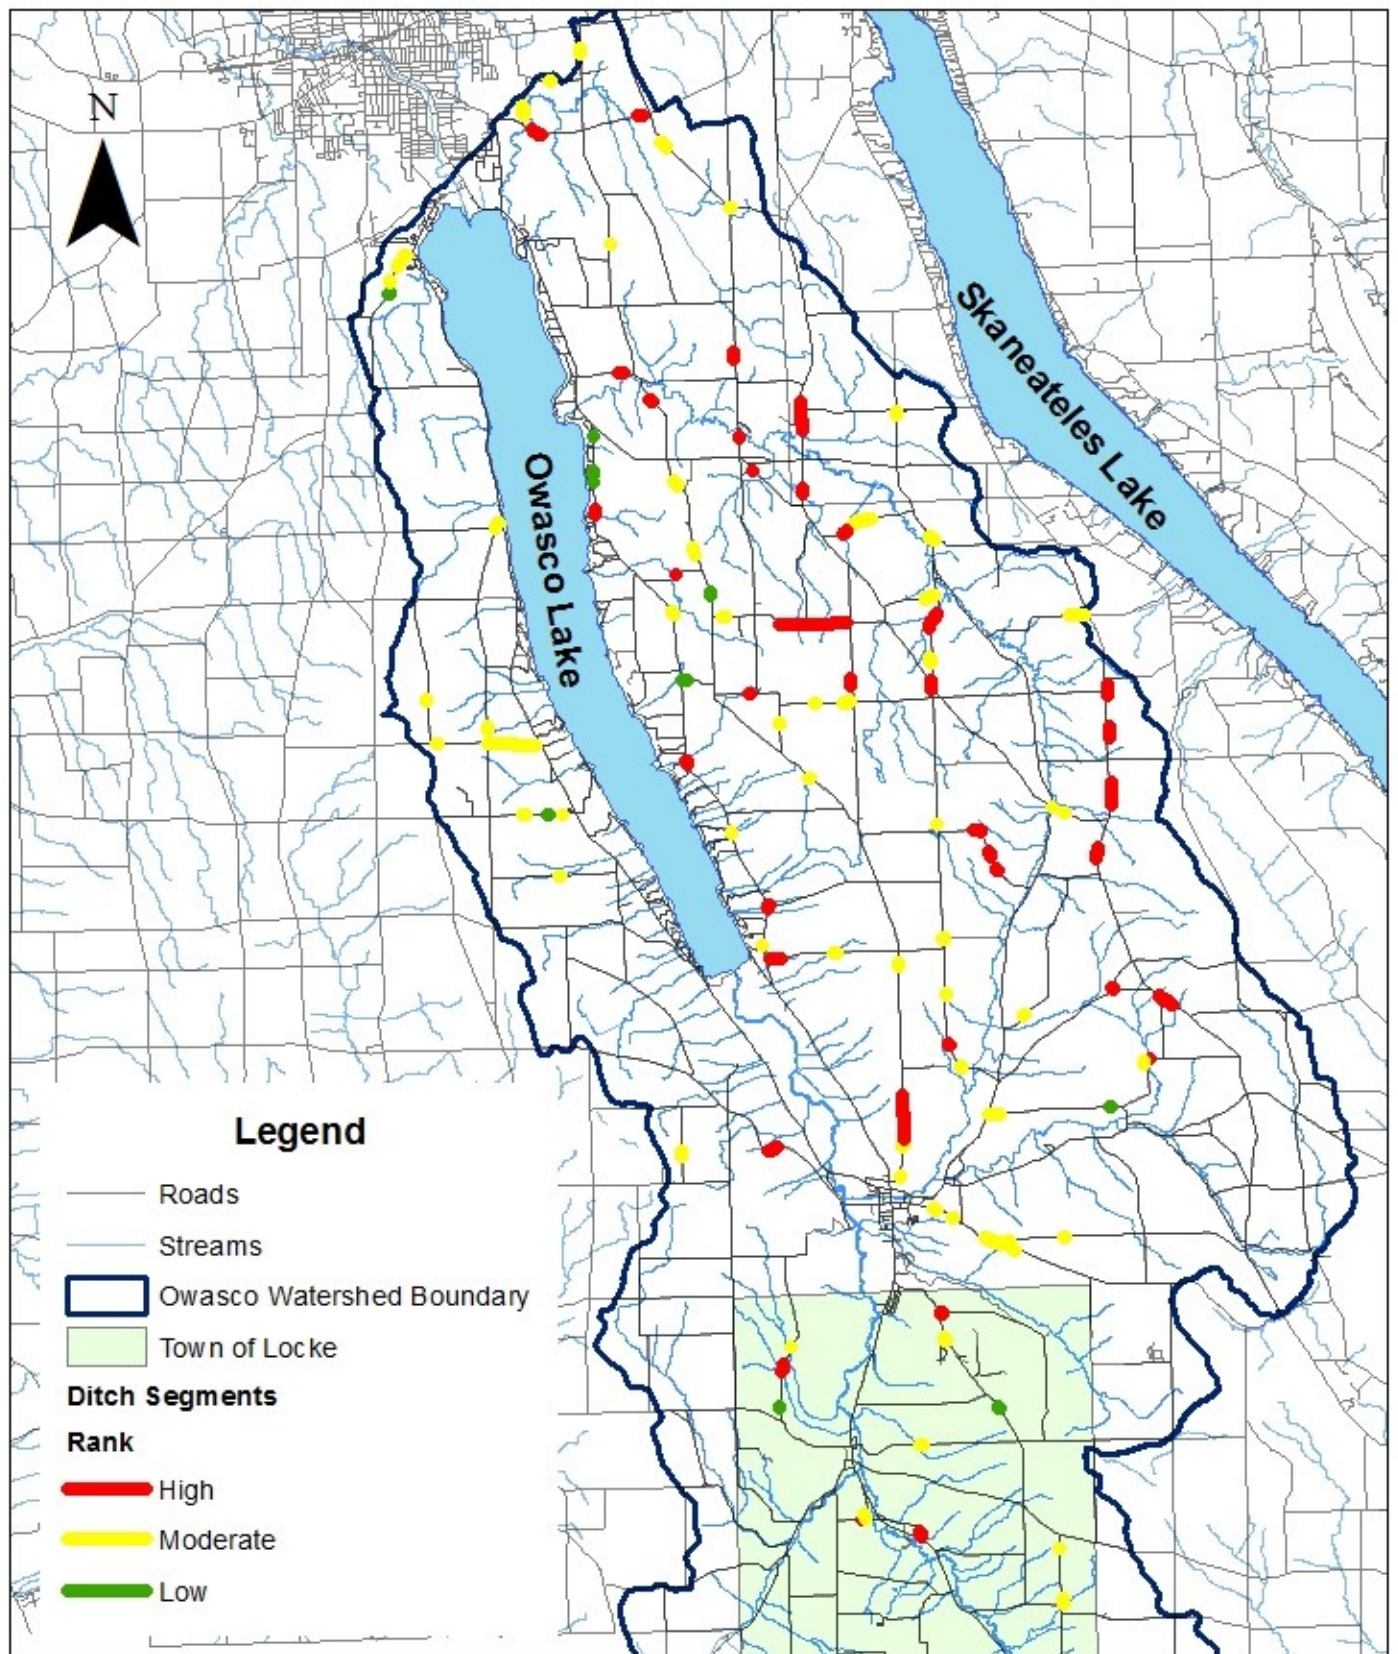 N
Skaneateles Lake
Owasco Lake
Legend
Roads
Streams
Owasco Watershed Boundary
Town of Locke
Ditch Segments
Rank
High
Moderate
Low